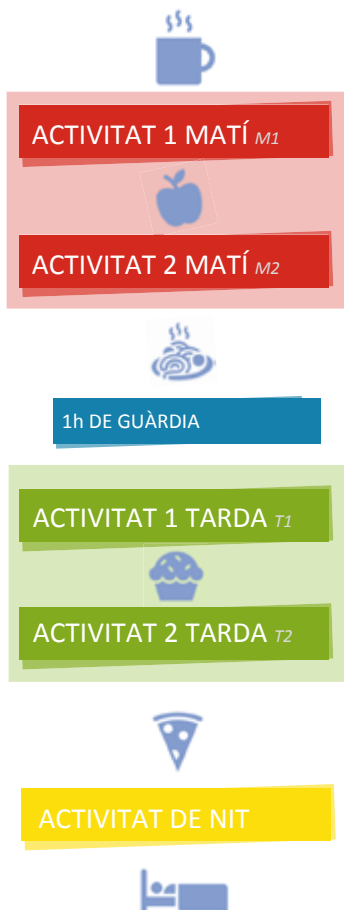 ACTIVITAT 1 MATÍ M1
ACTIVITAT 2 MATÍ M2
1h DE GUÀRDIA
ACTIVITAT 1 TARDA T1
ACTIVITAT 2 TARDA T2
ACTIVITAT DE NIT